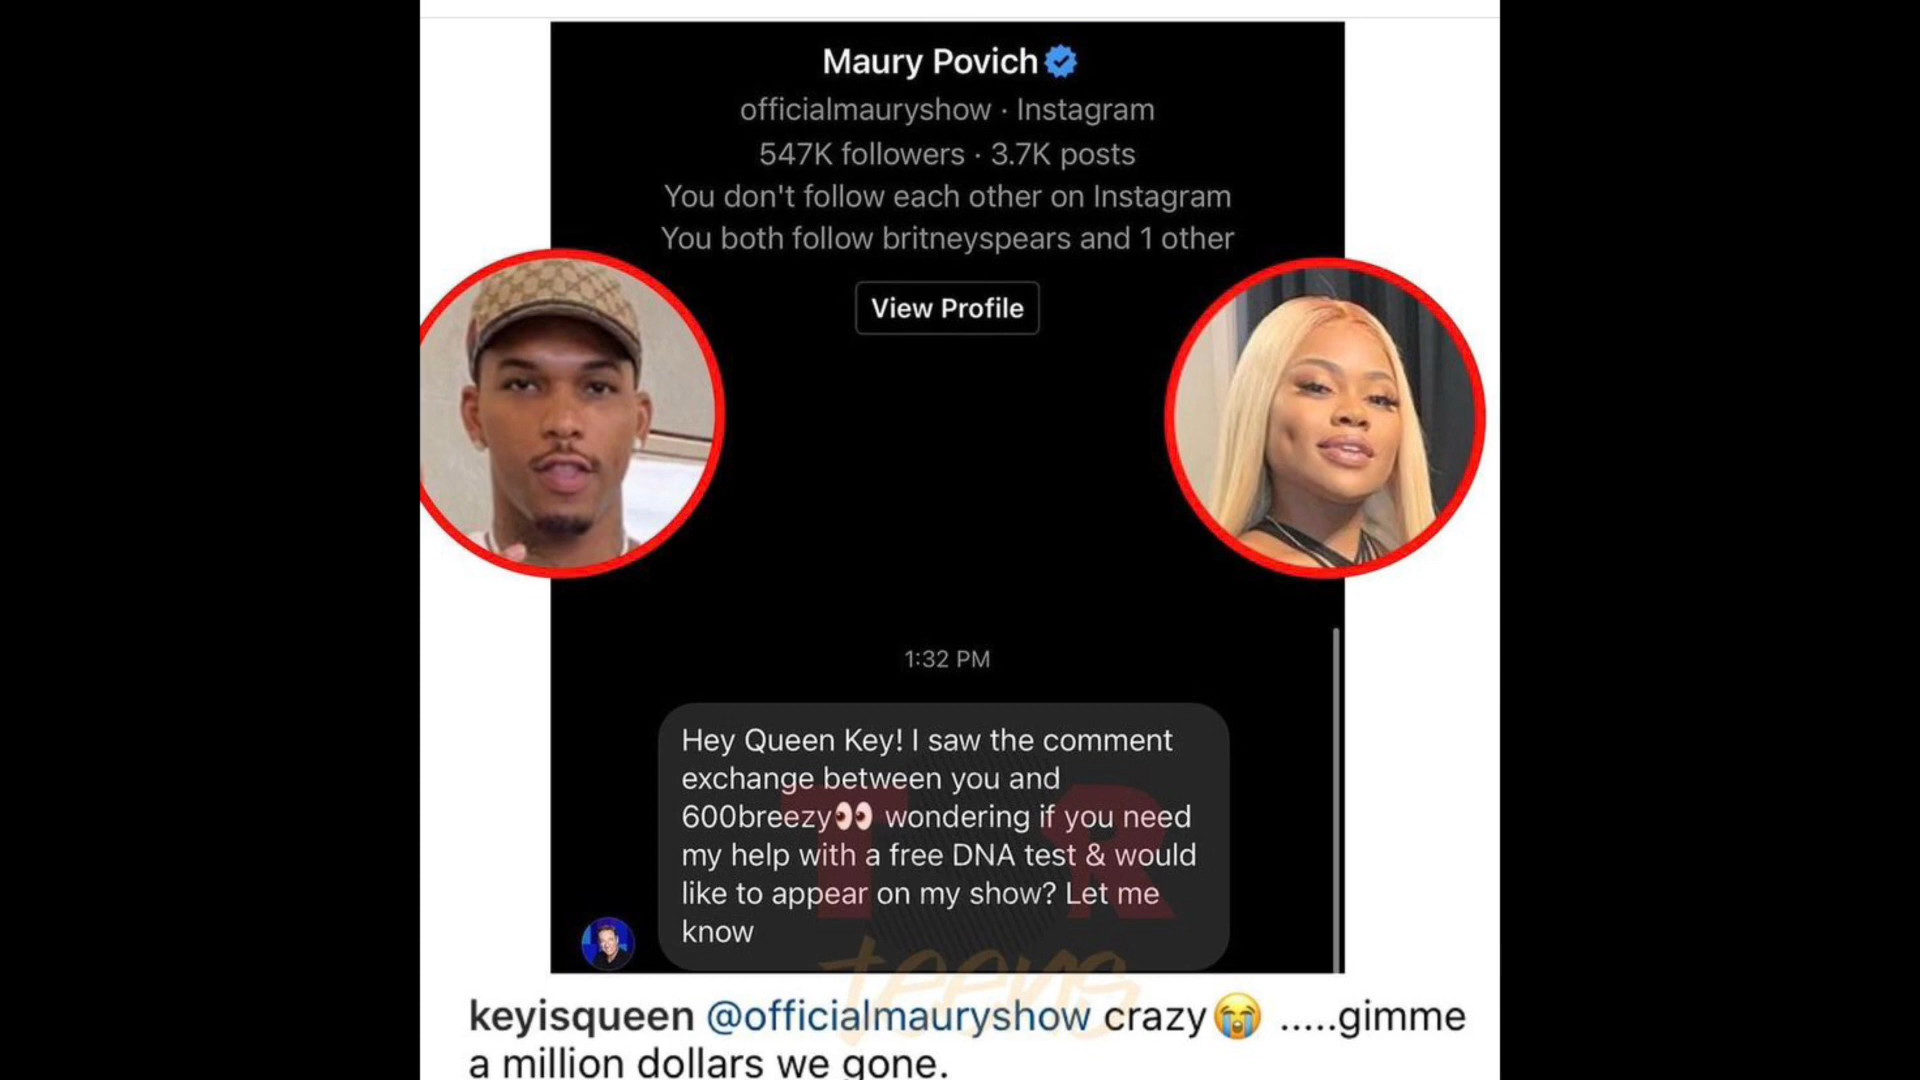 Maury Povich
officialmauryshow · Instagram
547K followers · 3.7K posts
You don't follow each other on Instagram
You both follow britneyspears and 1 other
View Profile
1:32 PM
Hey Queen Key! I saw the comment
exchange between you and
600breezy👀 wondering if you need
my help with a free DNA test & would
like to appear on my show? Let me
know
T R
teens
keyisqueen @officialmauryshow crazy😭 .....gimme
a million dollars we gone.